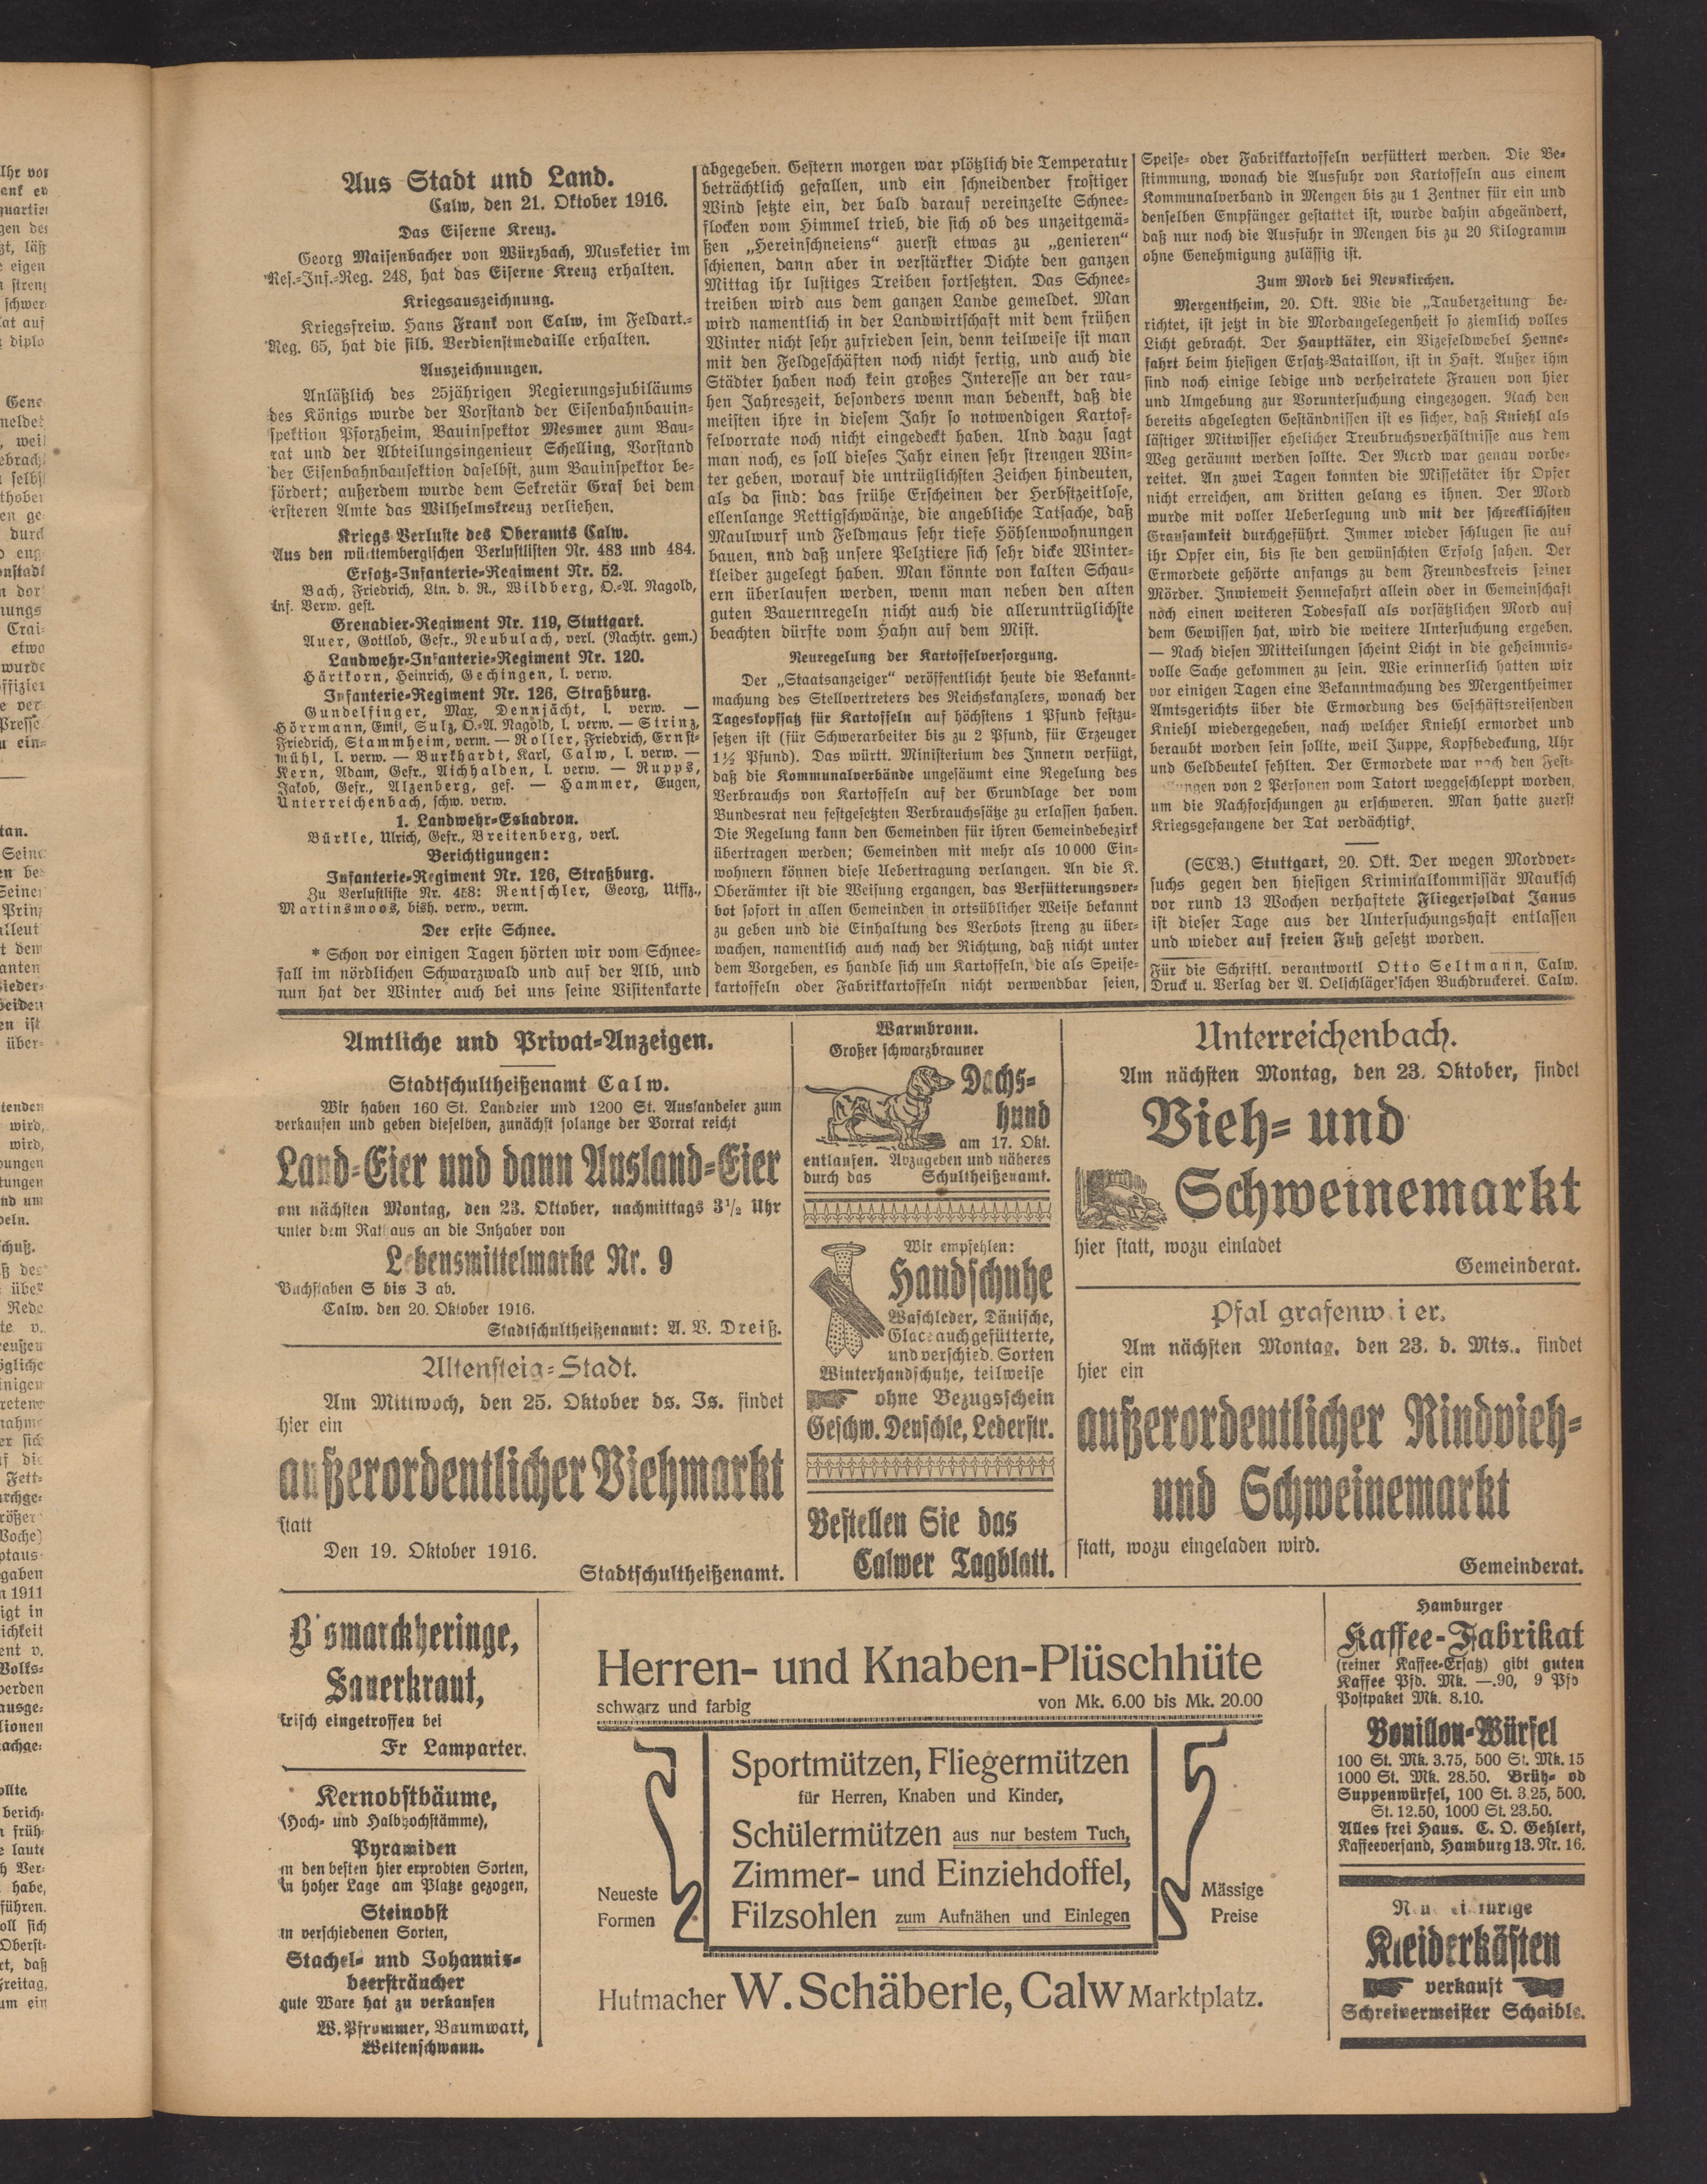 Aus Stadt und Land.
Calw, den 21. Oktober 1916.
Das Eiserne Kreuz.
Georg Maisenbacher von Würzbach, Musketier im
Res.-Inf.-Reg. 248, hat das Eiserne Kreuz erhalten.
Kriegsauszeichnung.
Kriegsfreiw. Hans Frank von Calw, im Feldart.-
Reg. 65, hat die silb. Verdienstmedaille erhalten.
Auszeichnungen.
Anläßlich des 25jährigen Regierungsjubiläums
des Königs wurde der Vorstand der Eisenbahnbauin-
spektion Pforzheim, Bauinspektor Mesmer zum Bau-
rat und der Abteilungsingenieur Schelling, Vorstand
der Eisenbahnbausektion daselbst, zum Bauinspektor be-
fördert; außerdem wurde dem Sekretär Graf bei dem
ersteren Amte das Wilhelmskreuz verliehen.
Kriegs Verluste des Oberamts Calw.
Aus den württembergischen Verlustlisten Nr. 483 und 484.
Ersatz-Infanterie-Regiment Nr. 52.
Bach, Friedrich, Ltn. d. R., Wildberg, O.-A. Nagold,
inf. Verw. gest.
Grenadier-Regiment Nr. 119, Stuttgart.
Auer, Gottlob, Gefr., Neubulach, verl. (Nachtr. gem.)
Landwehr-Infanterie-Regiment Nr. 120.
Härtkorn, Heinrich, Gechingen, l. verw.
Infanterie-Regiment Nr. 126, Straßburg.
Gundelfinger, Max, Dennjächt, l. verw. —
Hörrmann, Emil, Sulz, O.-A. Nagold, l. verw. — Strinz,
Friedrich, Stammheim, verm. — Roller, Friedrich, Ernst-
mühl, l. verw. — Burkhardt, Karl, Calw, l. verw. —
Kern, Adam, Gefr., Aichhalden, l. verw. — Rupps,
Jakob, Gefr., Alzenberg, gef. — Hammer, Eugen,
Unterreichenbach, schw. verw.
1. Landwehr-Eskadron.
Bürkle, Ulrich, Gefr., Breitenberg, verl.
Berichtigungen:
Infanterie-Regiment Nr. 126, Straßburg.
Zu Verlustliste Nr. 458: Rentschler, Georg, Utffz.,
Martinsmoos, bish. verw., verm.
Der erste Schnee.
* Schon vor einigen Tagen hörten wir vom Schnee-
fall im nördlichen Schwarzwald und auf der Alb, und
nun hat der Winter auch bei uns seine Visitenkarte
abgegeben. Gestern morgen war plötzlich die Temperatur
beträchtlich gefallen, und ein schneidender frostiger
Wind setzte ein, der bald darauf vereinzelte Schnee-
flocken vom Himmel trieb, die sich ob des unzeitgemä-
ßen „Hereinschneiens“ zuerst etwas zu „genieren“
schienen, dann aber in verstärkter Dichte den ganzen
Mittag ihr lustiges Treiben fortsetzten. Das Schnee-
treiben wird aus dem ganzen Lande gemeldet. Man
wird namentlich in der Landwirtschaft mit dem frühen
Winter nicht sehr zufrieden sein, denn teilweise ist man
mit den Feldgeschäften noch nicht fertig, und auch die
Städter haben noch kein großes Interesse an der rau-
hen Jahreszeit, besonders wenn man bedenkt, daß die
meisten ihre in diesem Jahr so notwendigen Kartof-
felvorrate noch nicht eingedeckt haben. Und dazu sagt
man noch, es soll dieses Jahr einen sehr strengen Win-
ter geben, worauf die untrüglichsten Zeichen hindeuten,
als da sind: das frühe Erscheinen der Herbstzeitlose,
ellenlange Rettigschwänze, die angebliche Tatsache, daß
Maulwurf und Feldmaus sehr tiefe Höhlenwohnungen
bauen, und daß unsere Pelztiere sich sehr dicke Winter-
kleider zugelegt haben. Man könnte von kalten Schau-
ern überlaufen werden, wenn man neben den alten
guten Bauernregeln nicht auch die alleruntrüglichste
beachten dürfte vom Hahn auf dem Mist.
Neuregelung der Kartoffelversorgung.
Der „Staatsanzeiger“ veröffentlicht heute die Bekannt-
machung des Stellvertreters des Reichskanzlers, wonach der
Tageskopfsatz für Kartoffeln auf höchstens 1 Pfund festzu-
setzen ist (für Schwerarbeiter bis zu 2 Pfund, für Erzeuger
1½ Pfund). Das württ. Ministerium des Innern verfügt,
daß die Kommunalverbände ungesäumt eine Regelung des
Verbrauchs von Kartoffeln auf der Grundlage der vom
Bundesrat neu festgesetzten Verbrauchssätze zu erlassen haben.
Die Regelung kann den Gemeinden für ihren Gemeindebezirk
übertragen werden; Gemeinden mit mehr als 10 000 Ein-
wohnern können diese Uebertragung verlangen. An die K.
Oberämter ist die Weisung ergangen, das Verfütterungsver-
bot sofort in allen Gemeinden in ortsüblicher Weise bekannt
zu geben und die Einhaltung des Verbots streng zu über-
wachen, namentlich auch nach der Richtung, daß nicht unter
dem Vorgeben, es handle sich um Kartoffeln, die als Speise-
kartoffeln oder Fabrikkartoffeln nicht verwendbar seien,
Speise- oder Fabrikkartoffeln verfüttert werden. Die Be-
stimmung, wonach die Ausfuhr von Kartoffeln aus einem
Kommunalverband in Mengen bis zu 1 Zentner für ein und
denselben Empfänger gestattet ist, wurde dahin abgeändert,
daß nur noch die Ausfuhr in Mengen bis zu 20 Kilogramm
ohne Genehmigung zulässig ist.
Zum Mord bei Neunkirchen.
Mergentheim, 20. Okt. Wie die „Tauberzeitung be-
richtet, ist jetzt in die Mordangelegenheit so ziemlich volles
Licht gebracht. Der Haupttäter, ein Vizefeldwebel Henne-
fahrt beim hiesigen Ersatz-Bataillon, ist in Haft. Außer ihm
sind noch einige ledige und verheiratete Frauen von hier
und Umgebung zur Voruntersuchung eingezogen. Nach den
bereits abgelegten Geständnissen ist es sicher, daß Kniehl als
lästiger Mitwisser ehelicher Treubruchsverhältnisse aus dem
Weg geräumt werden sollte. Der Mord war genau vorbe-
reitet. An zwei Tagen konnten die Missetäter ihr Opfer
nicht erreichen, am dritten gelang es ihnen. Der Mord
wurde mit voller Ueberlegung und mit der schrecklichsten
Grausamkeit durchgeführt. Immer wieder schlugen sie auf
ihr Opfer ein, bis sie den gewünschten Erfolg sahen. Der
Ermordete gehörte anfangs zu dem Freundeskreis seiner
Mörder. Inwieweit Hennefahrt allein oder in Gemeinschaft
noch einen weiteren Todesfall als vorsätzlichen Mord auf
dem Gewissen hat, wird die weitere Untersuchung ergeben.
— Nach diesen Mitteilungen scheint Licht in die geheimnis-
volle Sache gekommen zu sein. Wie erinnerlich hatten wir
vor einigen Tagen eine Bekanntmachung des Mergentheimer
Amtsgerichts über die Ermordung des Geschäftsreisenden
Kniehl wiedergegeben, nach welcher Kniehl ermordet und
beraubt worden sein sollte, weil Juppe, Kopfbedeckung, Uhr
und Geldbeutel fehlten. Der Ermordete war nach den Fest-
ungen von 2 Personen vom Tatort weggeschleppt worden,
um die Nachforschungen zu erschweren. Man hatte zuerst
Kriegsgefangene der Tat verdächtigt.
(SCB.) Stuttgart, 20. Okt. Der wegen Mordver-
suchs gegen den hiesigen Kriminalkommissär Mauksch
vor rund 13 Wochen verhaftete Fliegersoldat Janus
ist dieser Tage aus der Untersuchungshaft entlassen
und wieder auf freien Fuß gesetzt worden.
Für die Schriftl. verantwortl Otto Seltmann, Calw.
Druck u. Verlag der A. Oelschläger'schen Buchdruckerei. Calw.
Amtliche und Privat-Anzeigen.
Stadtschultheißenamt Calw.
Wir haben 160 St. Landeier und 1200 St. Auslandeier zum
verkaufen und geben dieselben, zunächst solange der Vorrat reicht
Land-Eier und dann Ausland-Eier
am nächsten Montag, den 23. Oktober, nachmittags 3½ Uhr
unter dem Rathaus an die Inhaber von
Lebensmittelmarke Nr. 9
Buchstaben S bis Z ab.
Calw. den 20. Oktober 1916.
Stadtschultheißenamt: A. V. Dreiß.
Altensteig-Stadt.
Am Mittwoch, den 25. Oktober ds. Js. findet
hier ein
außerordentlicher Viehmarkt
statt
Den 19. Oktober 1916.
Stadtschultheißenamt.
Warmbronn.
Großer schwarzbrauner
Dachs-
hund
am 17. Okt.
entlaufen. Abzugeben und näheres
durch das Schultheißenamt.
Wir empfehlen:
Handschuhe
Waschleder, Dänische,
Glace auch gefütterte,
und verschied. Sorten
Winterhandschuhe, teilweise
ohne Bezugsschein
Geschw. Deuschle, Lederstr.
Bestellen Sie das
Calwer Tagblatt.
Unterreichenbach.
Am nächsten Montag, den 23. Oktober, findet
Vieh- und
Schweinemarkt
hier statt, wozu einladet
Gemeinderat.
Pfalgrafenw i er.
Am nächsten Montag, den 23. d. Mts.. findet
hier ein
außerordentlicher Rindvieh-
und Schweinemarkt
statt, wozu eingeladen wird.
Gemeinderat.
Bismarckheringe,
Sauerkraut,
frisch eingetroffen bei
Fr Lamparter.
Kernobstbäume,
(Hoch- und Halbhochstämme),
Pyramiden
in den besten hier erprobten Sorten,
in hoher Lage am Platze gezogen,
Steinobst
in verschiedenen Sorten,
Stachel- und Johannis-
beersträucher
gute Ware hat zu verkaufen
W. Pfrommer, Baumwart,
Weltenschwann.
Herren- und Knaben-Plüschhüte
schwarz und farbig von Mk. 6.00 bis Mk. 20.00
Sportmützen, Fliegermützen
für Herren, Knaben und Kinder,
Schülermützen aus nur bestem Tuch,
Zimmer- und Einziehdoffel,
Filzsohlen zum Aufnähen und Einlegen
Neueste
Formen
Mässige
Preise
Hutmacher W. Schäberle, Calw Marktplatz.
Hamburger
Kaffee-Fabrikat
(reiner Kaffee-Ersatz) gibt guten
Kaffee Pfd. Mk. —.90, 9 Pfd
Postpaket Mk. 8.10.
Bouillon-Würfel
100 St. Mk. 3.75, 500 St. Mk. 15
1000 St. Mk. 28.50. Brüh- od
Suppenwürfel, 100 St. 3.25, 500.
St. 12.50, 1000 St. 23.50.
Alles frei Haus. C. O. Gehlert,
Kaffeeversand, Hamburg 13. Nr. 16.
Kleiderkästen
verkauft
Schreinermeister Schaible.